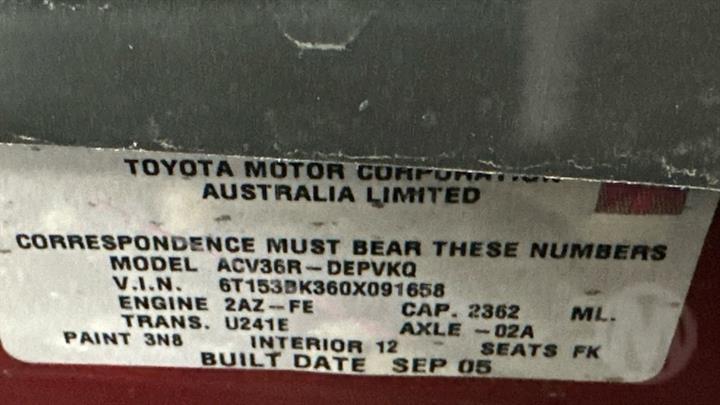 TOYOTA MOTOR CORPORATION
AUSTRALIA LIMITED
CORRESPONDENCE MUST BEAR THESE NUMBERS
MODEL ACV36R-DEPVKQ
V.I.N. 6T153BK360X091658
ENGINE 2AZ-FE CAP. 2362 ML.
TRANS. U241E AXLE -02A
PAINT 3N8 INTERIOR 12 SEATS FK
BUILT DATE SEP 05